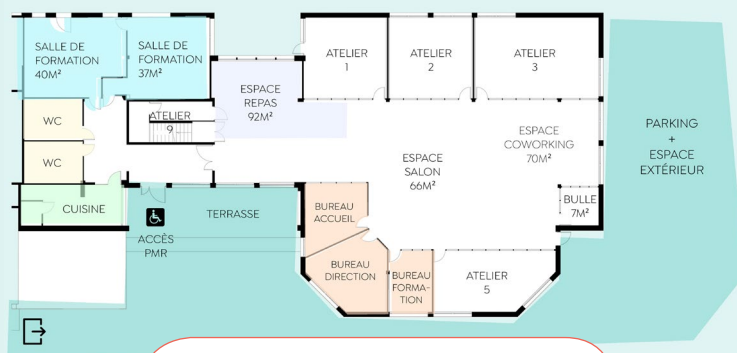 SALLE DE
FORMATION
40M²
SALLE DE
FORMATION
37M²
ESPACE
REPAS
92M²
ATELIER
1
ATELIER
2
ATELIER
3
WC
WC
ATELIER
9
CUISINE
TERRASSE
ACCÈS
PMR
ESPACE
SALON
66M²
ESPACE
COWORKING
70M²
BULLE
7M²
BUREAU
ACCUEIL
BUREAU
DIRECTION
BUREAU
FORMA-
TION
ATELIER
5
PARKING
+
ESPACE
EXTÉRIEUR